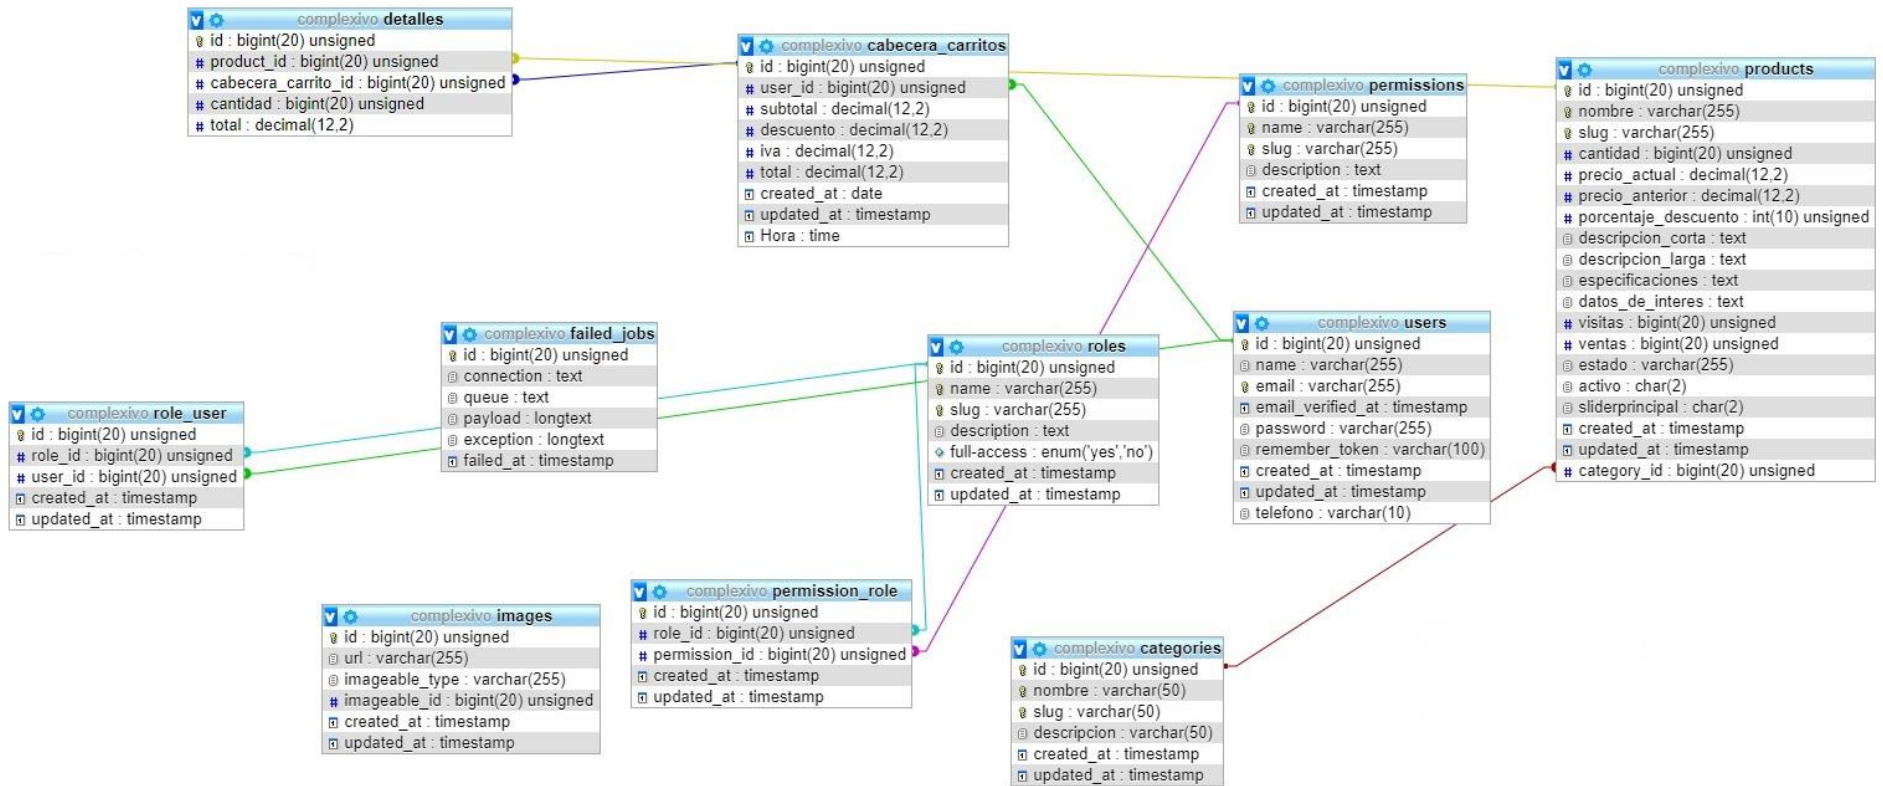 complexivo detalles
id : bigint(20) unsigned
product_id : bigint(20) unsigned
cabecera_carrito_id : bigint(20) unsigned
cantidad : bigint(20) unsigned
total : decimal(12,2)
complexivo cabecera_carritos
id : bigint(20) unsigned
user_id : bigint(20) unsigned
subtotal : decimal(12,2)
descuento : decimal(12,2)
iva : decimal(12,2)
total : decimal(12,2)
created_at : date
updated_at : timestamp
Hora : time
complexivo permissions
id : bigint(20) unsigned
name : varchar(255)
slug : varchar(255)
description : text
created_at : timestamp
updated_at : timestamp
complexivo products
id : bigint(20) unsigned
nombre : varchar(255)
slug : varchar(255)
cantidad : bigint(20) unsigned
precio_actual : decimal(12,2)
precio_anterior : decimal(12,2)
porcentaje_descuento : int(10) unsigned
descripcion_corta : text
descripcion_larga : text
especificaciones : text
datos_de_interes : text
visitas : bigint(20) unsigned
ventas : bigint(20) unsigned
estado : varchar(255)
activo : char(2)
sliderprincipal : char(2)
created_at : timestamp
updated_at : timestamp
category_id : bigint(20) unsigned
complexivo role_user
id : bigint(20) unsigned
role_id : bigint(20) unsigned
user_id : bigint(20) unsigned
created_at : timestamp
updated_at : timestamp
complexivo failed_jobs
id : bigint(20) unsigned
connection : text
queue : text
payload : longtext
exception : longtext
failed_at : timestamp
complexivo roles
id : bigint(20) unsigned
name : varchar(255)
slug : varchar(255)
description : text
full-access : enum('yes','no')
created_at : timestamp
updated_at : timestamp
complexivo users
id : bigint(20) unsigned
name : varchar(255)
email : varchar(255)
email_verified_at : timestamp
password : varchar(255)
remember_token : varchar(100)
created_at : timestamp
updated_at : timestamp
telefono : varchar(10)
complexivo images
id : bigint(20) unsigned
url : varchar(255)
imageable_type : varchar(255)
imageable_id : bigint(20) unsigned
created_at : timestamp
updated_at : timestamp
complexivo permission_role
id : bigint(20) unsigned
role_id : bigint(20) unsigned
permission_id : bigint(20) unsigned
created_at : timestamp
updated_at : timestamp
complexivo categories
id : bigint(20) unsigned
nombre : varchar(50)
slug : varchar(50)
descripcion : varchar(50)
created_at : timestamp
updated_at : timestamp